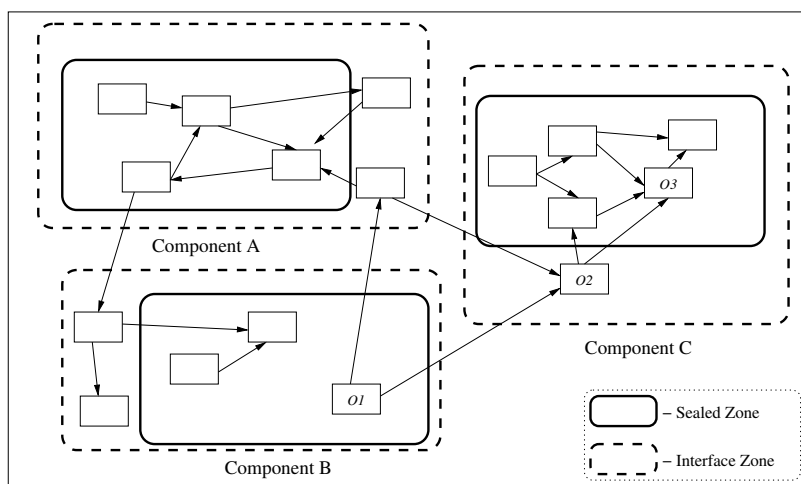 Component A
O3
O2
Component C
O1
Component B
– Sealed Zone
– Interface Zone